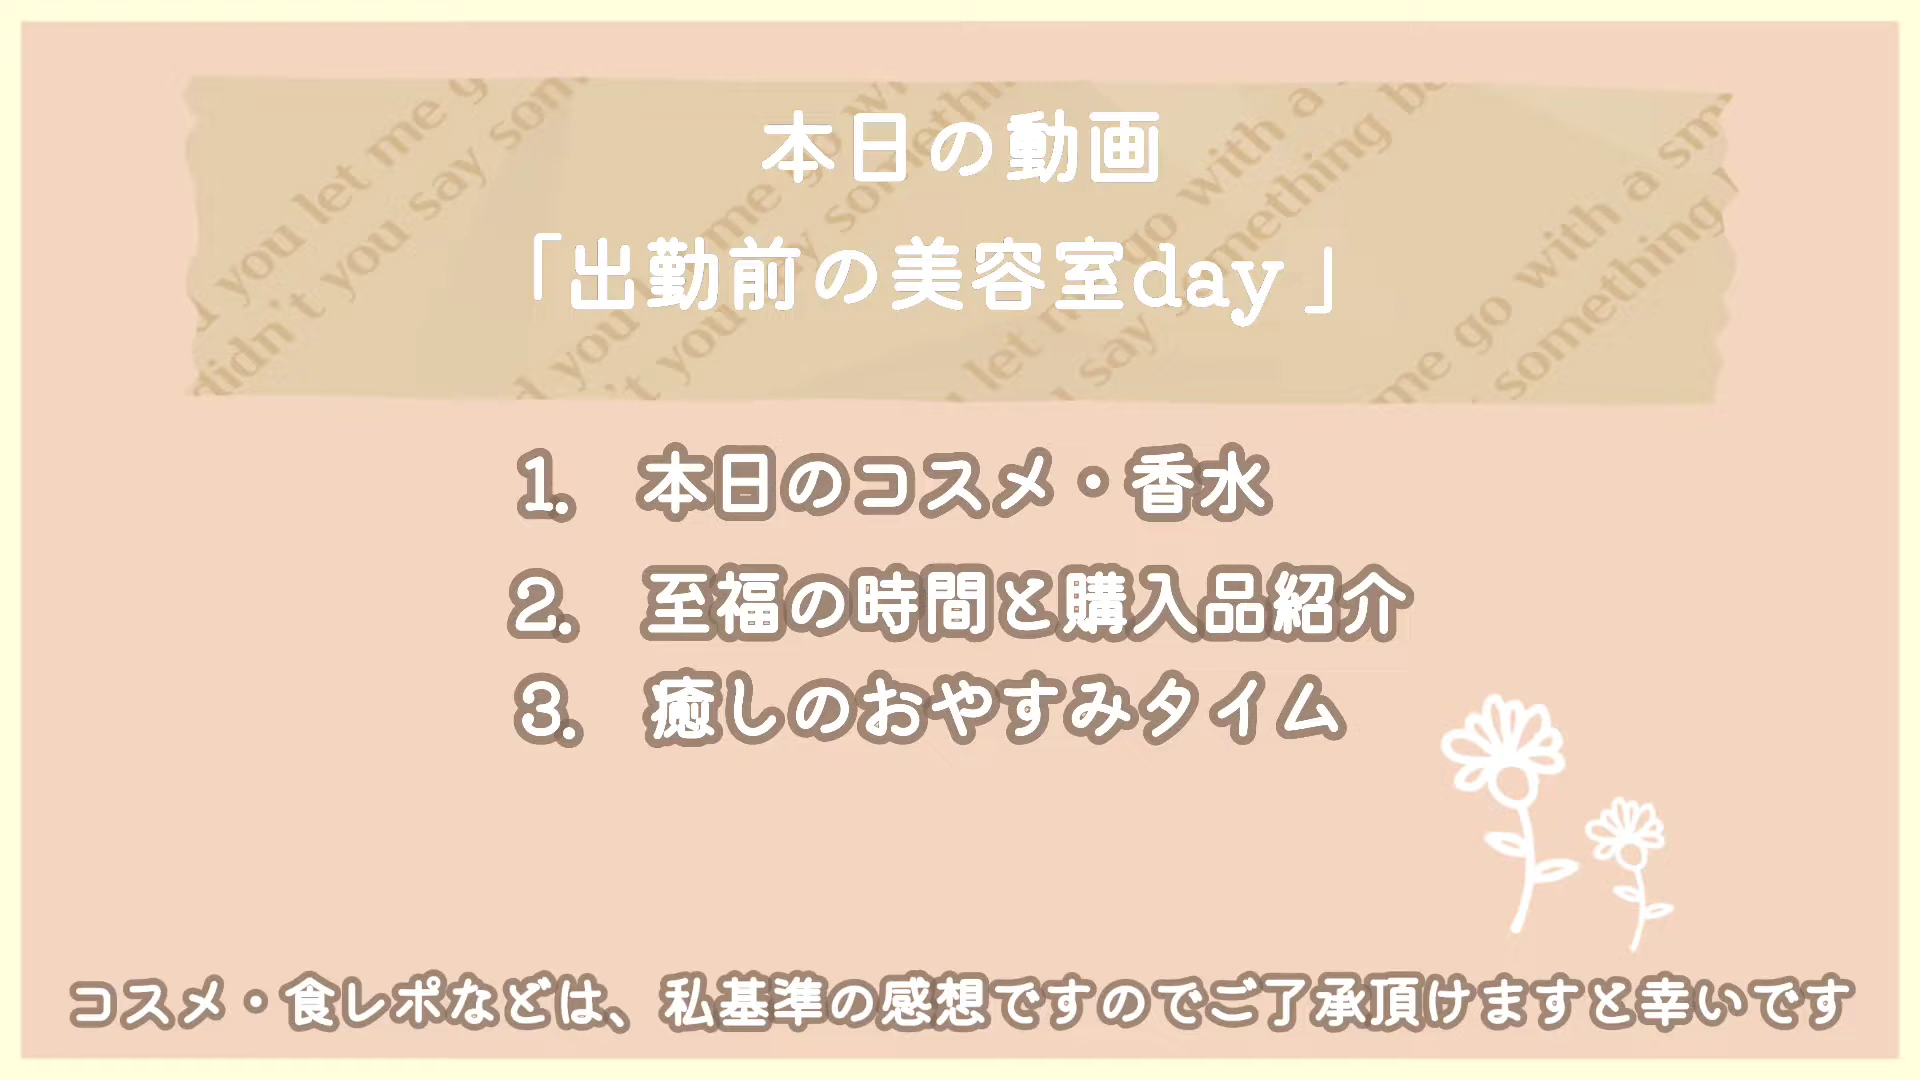 本日の動画
「出勤前の美容室day」
1. 本日のコスメ・香水
2. 至福の時間と購入品紹介
3. 癒しのおやすみタイム
コスメ・食レポなどは、私基準の感想ですのでご了承頂けますと幸いです